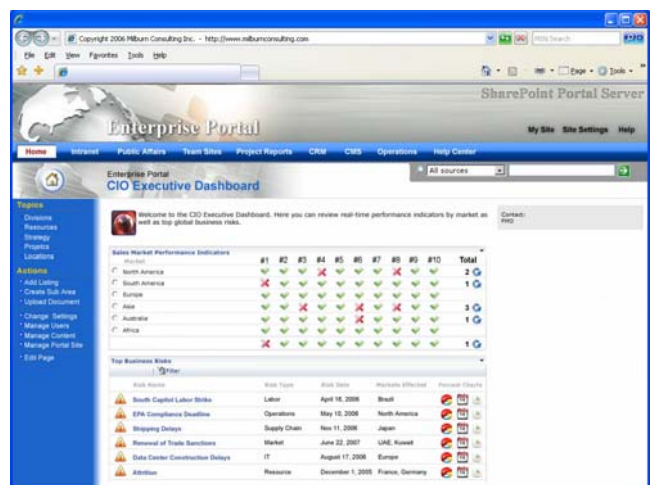 Copyright 2006 Milburn Consulting Inc. - http://www.milburnconsulting.com
MSN Search
File Edit View Favorites Tools Help
Page Tools
SharePoint Portal Server
Enterprise Portal
My Site Site Settings Help
Home Intranet Public Affairs Team Sites Project Reports CRM CMS Operations Help Center
Enterprise Portal
All sources
CIO Executive Dashboard
Topics
Divisions
Resources
Strategy
Projetcs
Locations
Actions
Add Listing
Create Sub Area
Upload Document
Change Settings
Manage Users
Manage Content
Manage Portal Site
Edit Page
Welcome to the CIO Executive Dashboard. Here you can review real-time performance indicators by market as
well as top global business risks.
Contact:
PMO
Sales Market Performance Indicators
Market #1 #2 #3 #4 #5 #6 #7 #8 #9 #10 Total
North America 2
South America 1
Europe
Asia 3
Australia 1
Africa
1
Top Business Risks
Filter
Risk Name Risk Type Risk Date Markets Effected Forcast Charts
South Capitol Labor Strike Labor April 16, 2006 Brazil
EPA Compliance Deadline Operations May 10, 2006 North America
Shipping Delays Supply Chain Nov 11, 2006 Japan
Renewal of Trade Sanctions Market June 22, 2007 UAE, Kuwait
Data Center Construction Delays IT August 17, 2006 Europe
Attrition Resource December 1, 2005 France, Germany